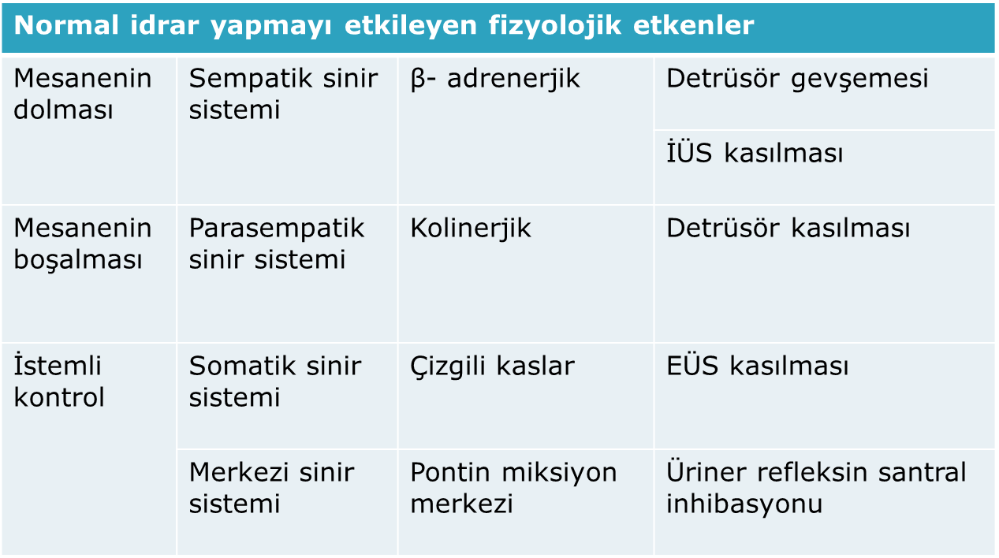 Normal idrar yapmayı etkileyen fizyolojik etkenler
Mesanenin
dolması
Sempatik sinir
sistemi
β- adrenerjik
Detrüsör gevşemesi
İÜS kasılması
Mesanenin
boşalması
Parasempatik
sinir sistemi
Kolinerjik
Detrüsör kasılması
İstemli
kontrol
Somatik sinir
sistemi
Çizgili kaslar
EÜS kasılması
Merkezi sinir
sistemi
Pontin miksiyon
merkezi
Üriner refleksin santral
inhibasyonu